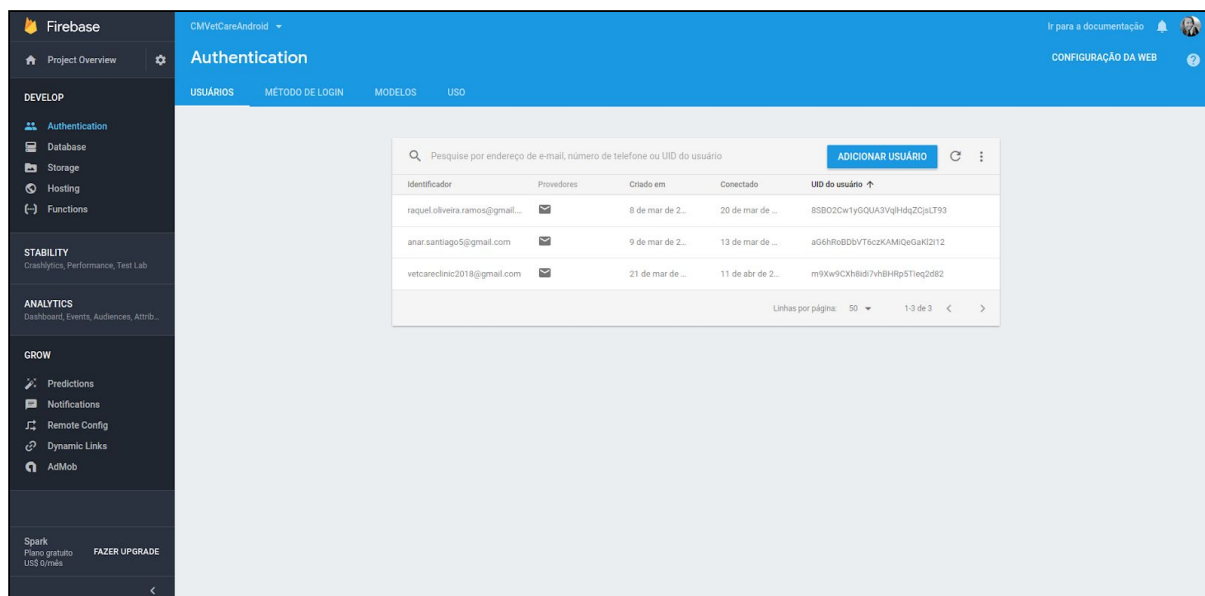 Firebase
CMVetCareAndroid
Ir para a documentação
Project Overview
Authentication
CONFIGURAÇÃO DA WEB
USUÁRIOS MÉTODO DE LOGIN MODELOS USO
DEVELOP
Authentication
Database
Storage
Hosting
Functions
STABILITY
Crashlytics, Performance, Test Lab
ANALYTICS
Dashboard, Events, Audiences, Attrib...
GROW
Predictions
Notifications
Remote Config
Dynamic Links
AdMob
Spark
Plano gratuito
US$ 0/mês
FAZER UPGRADE
Pesquise por endereço de e-mail, número de telefone ou UID do usuário
ADICIONAR USUÁRIO
Identificador Provedores Criado em Conectado UID do usuário
raquel.oliveira.ramos@gmail.... 8 de mar de 2... 20 de mar de ... 8SBO2Cw1yGQUA3VqlHdqZCjsLT93
anar.santiago5@gmail.com 9 de mar de 2... 13 de mar de ... aG6hRoBDbVT6czKAMiQeGaKl2i12
vetcareclinic2018@gmail.com 21 de mar de ... 11 de abr de 2... m9Xw9CXh8idi7vhBHRp5TIeq2d82
Linhas por página: 50 1-3 de 3